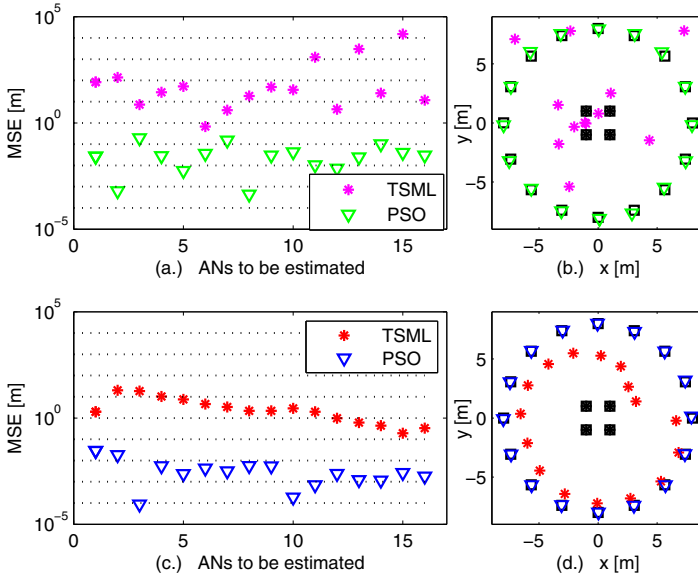 10^5
10^0
10^-5
MSE [m]
0 5 10 15
(a.) ANs to be estimated
TSML
PSO
5
0
-5
y [m]
−5 0 5
(b.) x [m]
10^5
10^0
10^-5
MSE [m]
0 5 10 15
(c.) ANs to be estimated
TSML
PSO
5
0
-5
y [m]
−5 0 5
(d.) x [m]